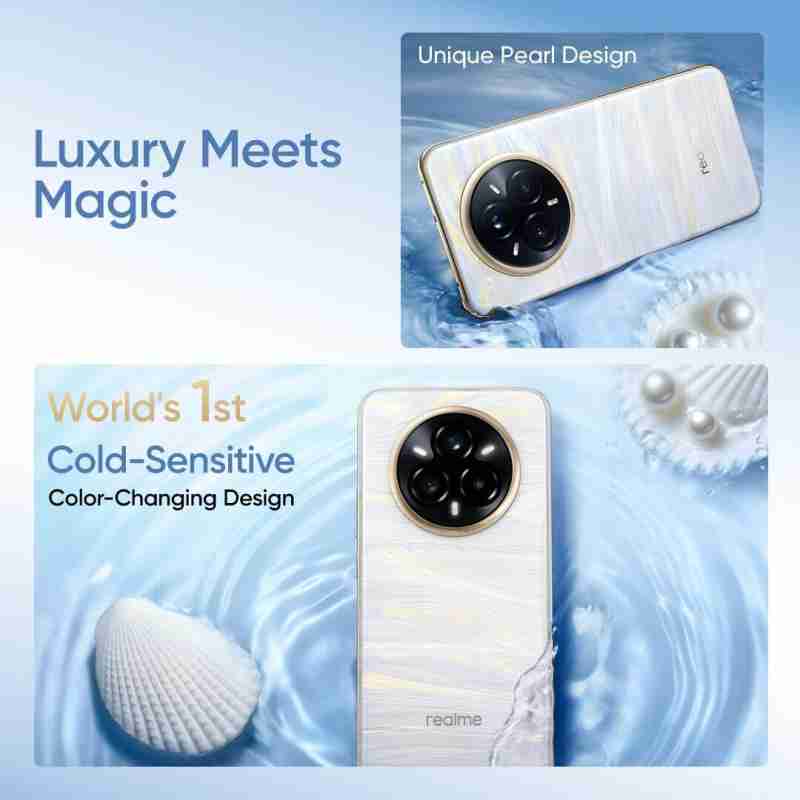 Unique Pearl Design
Luxury Meets
Magic
World's 1st
Cold-Sensitive
Color-Changing Design
realme